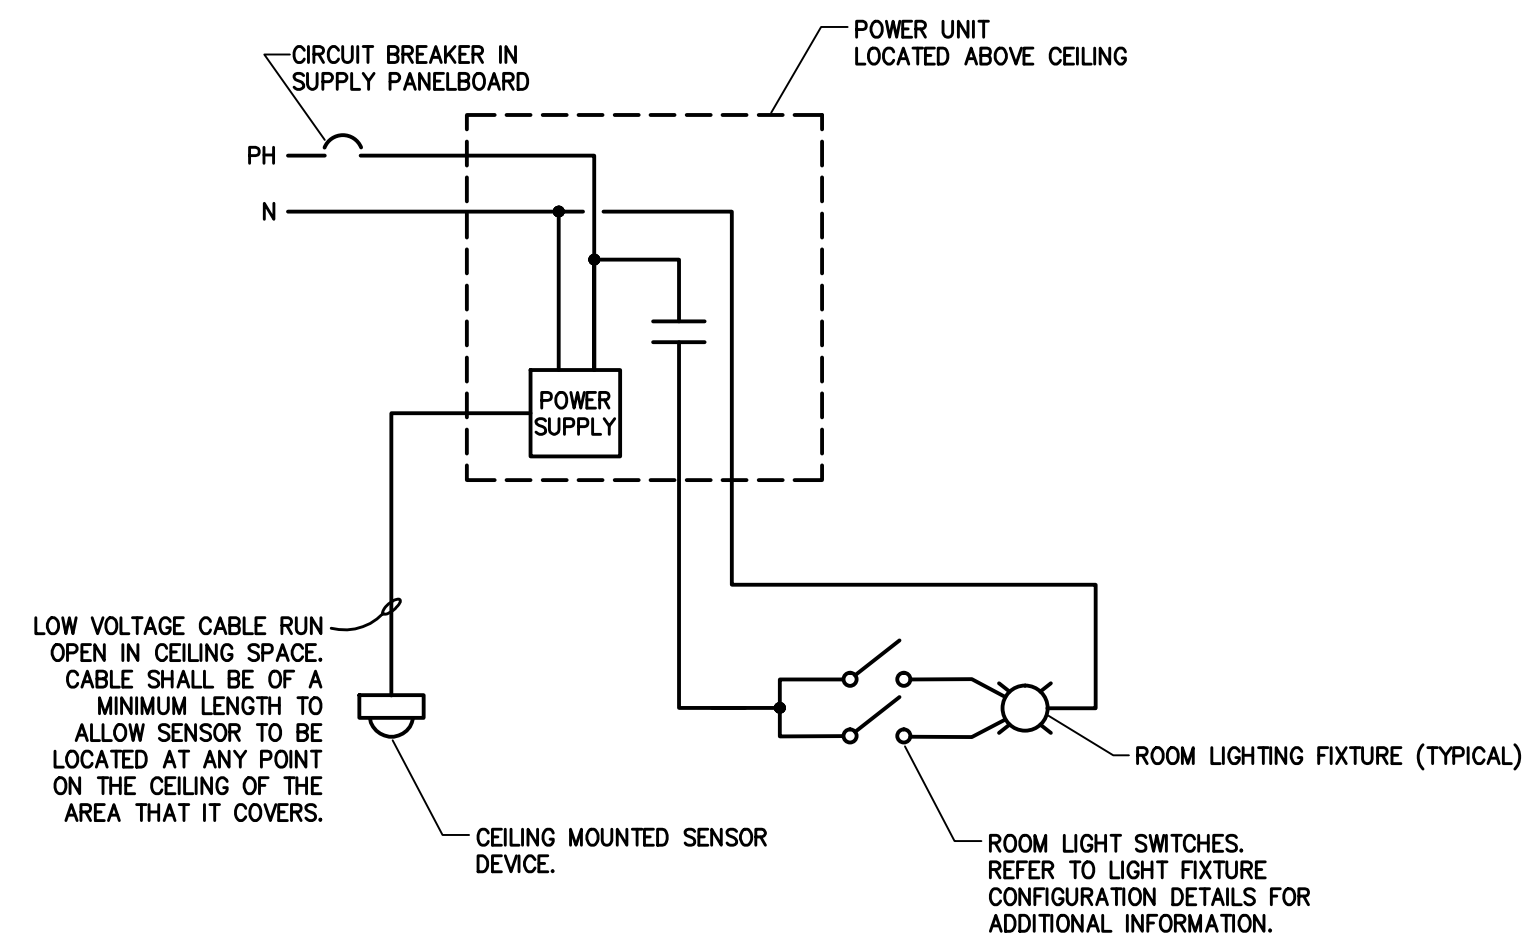 POWER UNIT
LOCATED ABOVE CEILING
CIRCUIT BREAKER IN
SUPPLY PANELBOARD
PH
N
POWER
SUPPLY
LOW VOLTAGE CABLE RUN
OPEN IN CEILING SPACE.
CABLE SHALL BE OF A
MINIMUM LENGTH TO
ALLOW SENSOR TO BE
LOCATED AT ANY POINT
ON THE CEILING OF THE
AREA THAT IT COVERS.
CEILING MOUNTED SENSOR
DEVICE.
ROOM LIGHTING FIXTURE (TYPICAL)
ROOM LIGHT SWITCHES.
REFER TO LIGHT FIXTURE
CONFIGURATION DETAILS FOR
ADDITIONAL INFORMATION.